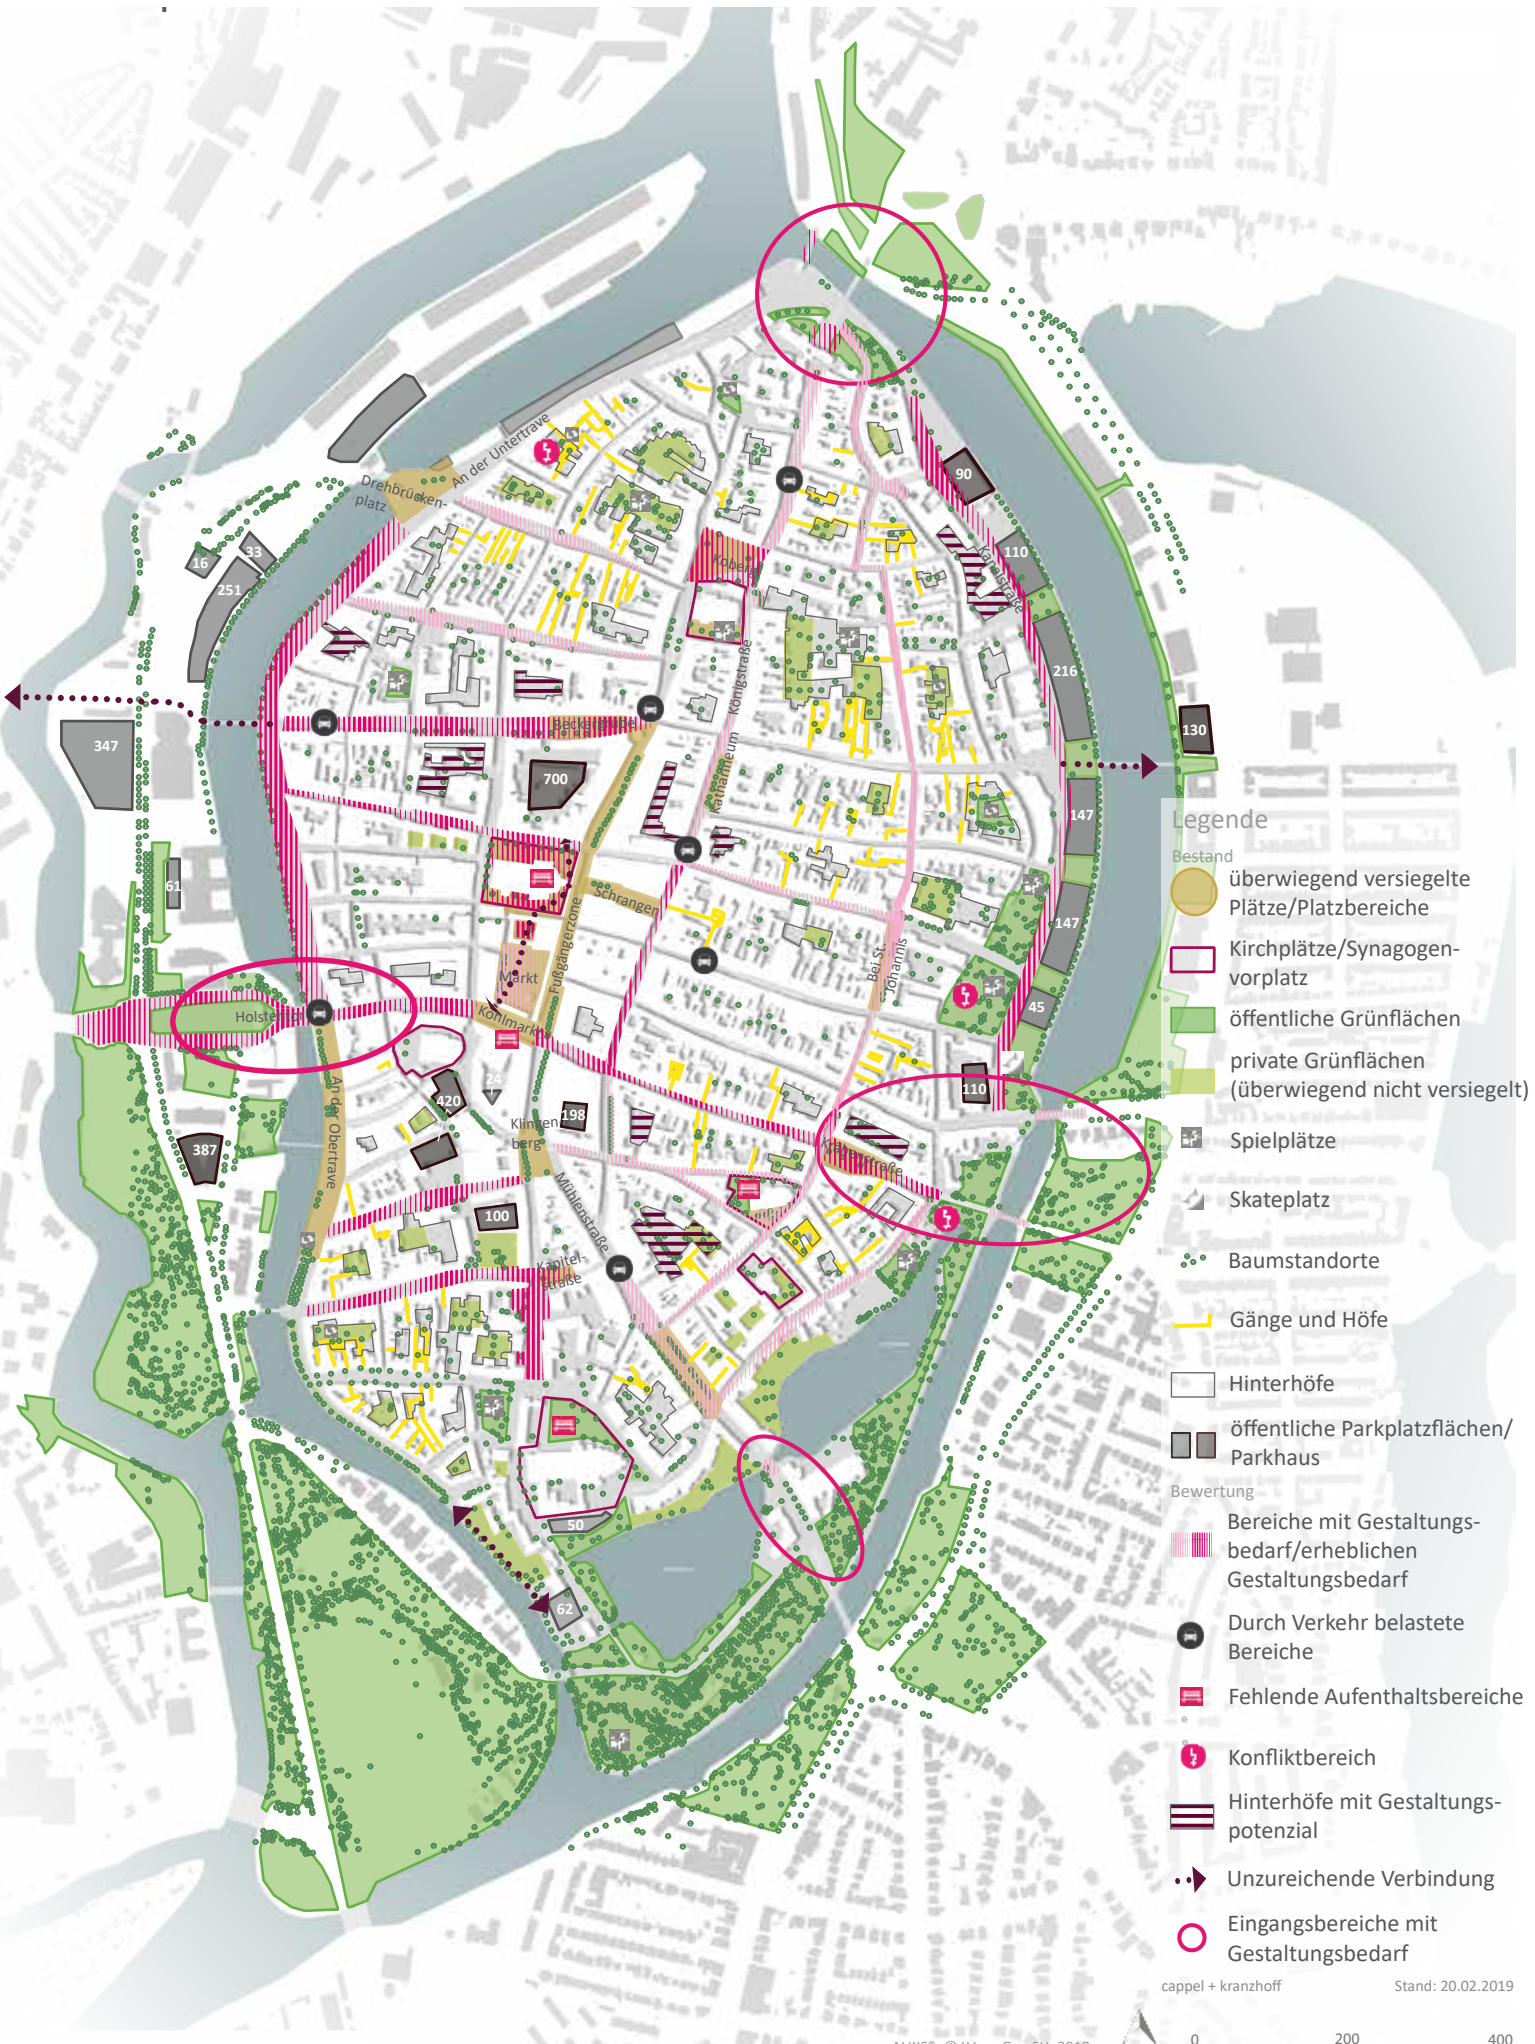 An der Untertrave
Drehbrücken-
platz
90
33
16
251
Koberg
110
Kanalstraße
216
Königstraße
347
Beckergrube
130
700
Katharineum
147
61
Schrangen
Fußgängerzone
147
Markt
Bei St.
Johannis
Holstentor
Kohlmarkt
45
24
420
110
198
Klingen
berg
An der Obertrave
387
Krähenstraße
Mühlenstraße
100
Kapitel-
straße
50
62
Legende
Bestand
überwiegend versiegelte
Plätze/Platzbereiche
Kirchplätze/Synagogen-
vorplatz
öffentliche Grünflächen
private Grünflächen
(überwiegend nicht versiegelt)
Spielplätze
Skateplatz
Baumstandorte
Gänge und Höfe
Hinterhöfe
öffentliche Parkplatzflächen/
Parkhaus
Bewertung
Bereiche mit Gestaltungs-
bedarf/erheblichen
Gestaltungsbedarf
Durch Verkehr belastete
Bereiche
Fehlende Aufenthaltsbereiche
Konfliktbereich
Hinterhöfe mit Gestaltungs-
potenzial
Unzureichende Verbindung
Eingangsbereiche mit
Gestaltungsbedarf
cappel + kranzhoff
Stand: 20.02.2019
0
200
400